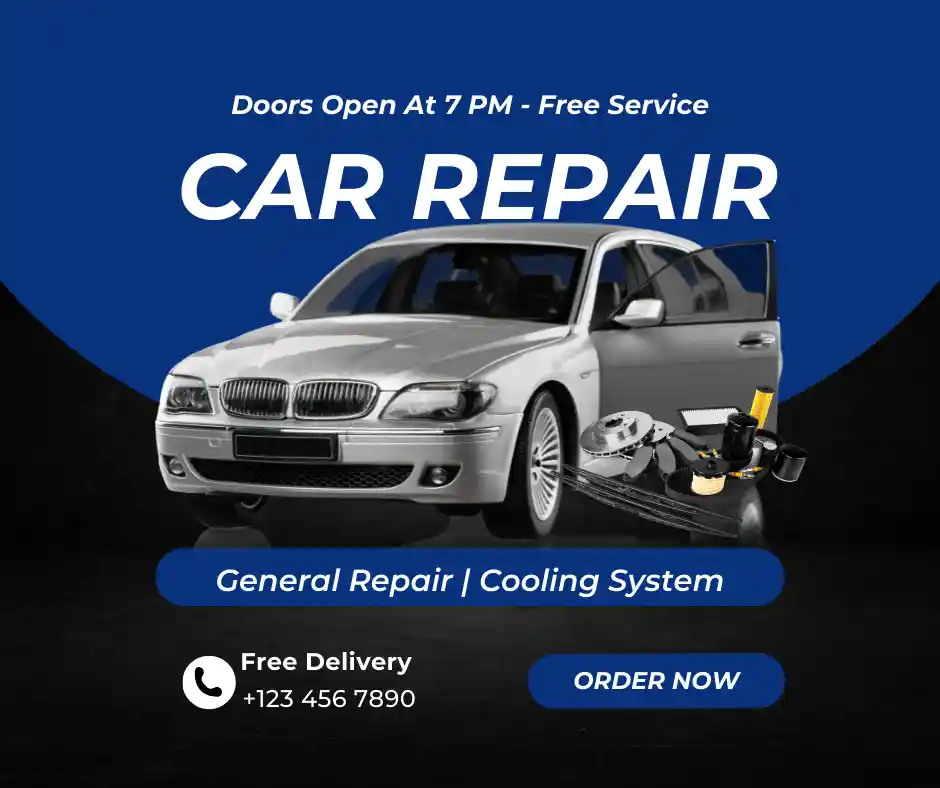 Doors Open At 7 PM - Free Service
CAR REPAIR
General Repair | Cooling System
Free Delivery
+123 456 7890
ORDER NOW